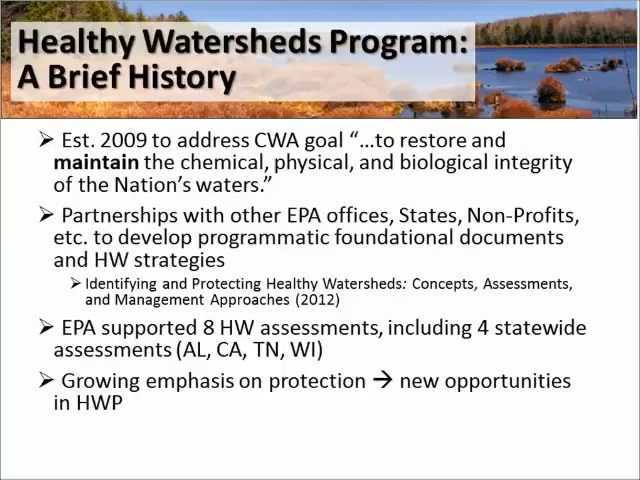 Healthy Watersheds Program:
A Brief History
➢ Est. 2009 to address CWA goal “…to restore and
maintain the chemical, physical, and biological integrity
of the Nation’s waters.”
➢ Partnerships with other EPA offices, States, Non-Profits,
etc. to develop programmatic foundational documents
and HW strategies
➢ Identifying and Protecting Healthy Watersheds: Concepts, Assessments,
and Management Approaches (2012)
➢ EPA supported 8 HW assessments, including 4 statewide
assessments (AL, CA, TN, WI)
➢ Growing emphasis on protection → new opportunities
in HWP